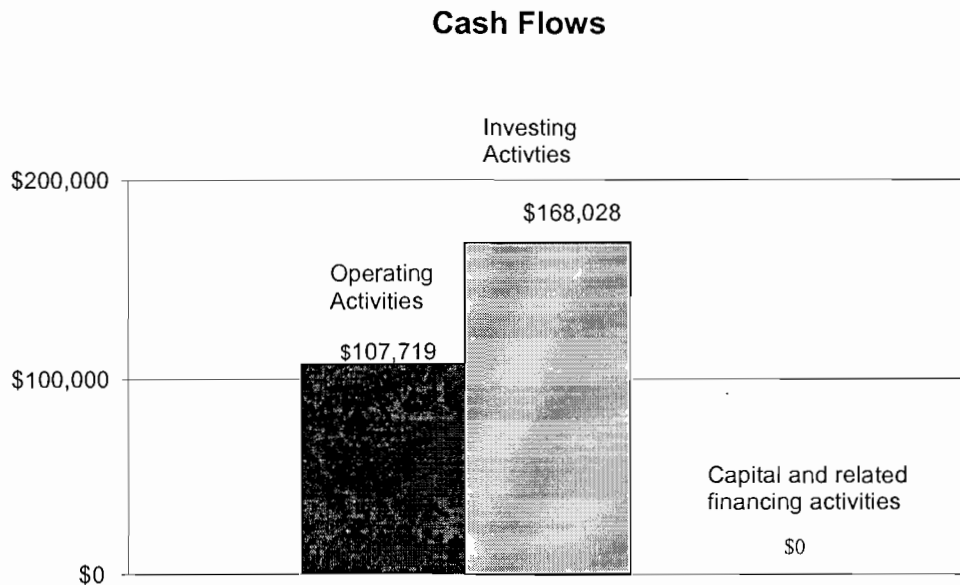 Cash Flows
Investing
Activties
$200,000
$168,028
Operating
Activities
$107,719
$100,000
Capital and related
financing activities
$0
$0